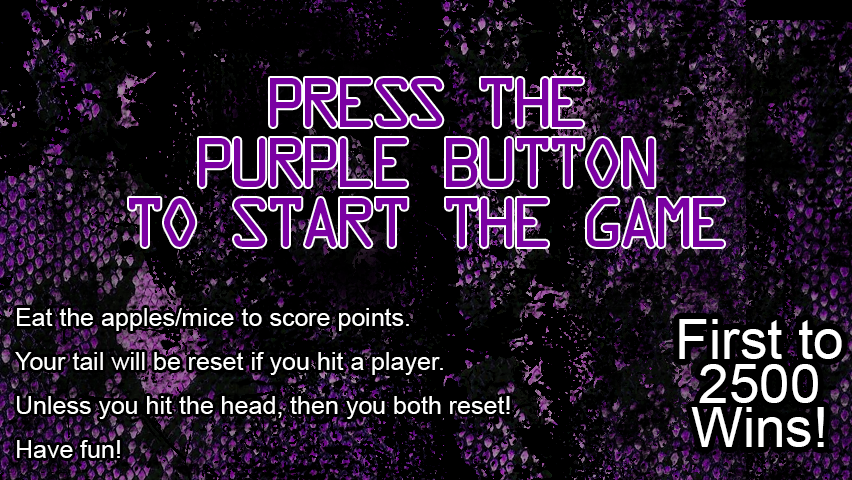 PRESS THE
PURPLE BUTTON
TO START THE GAME
Eat the apples/mice to score points.
Your tail will be reset if you hit a player.
Unless you hit the head, then you both reset!
Have fun!
First to
2500
Wins!